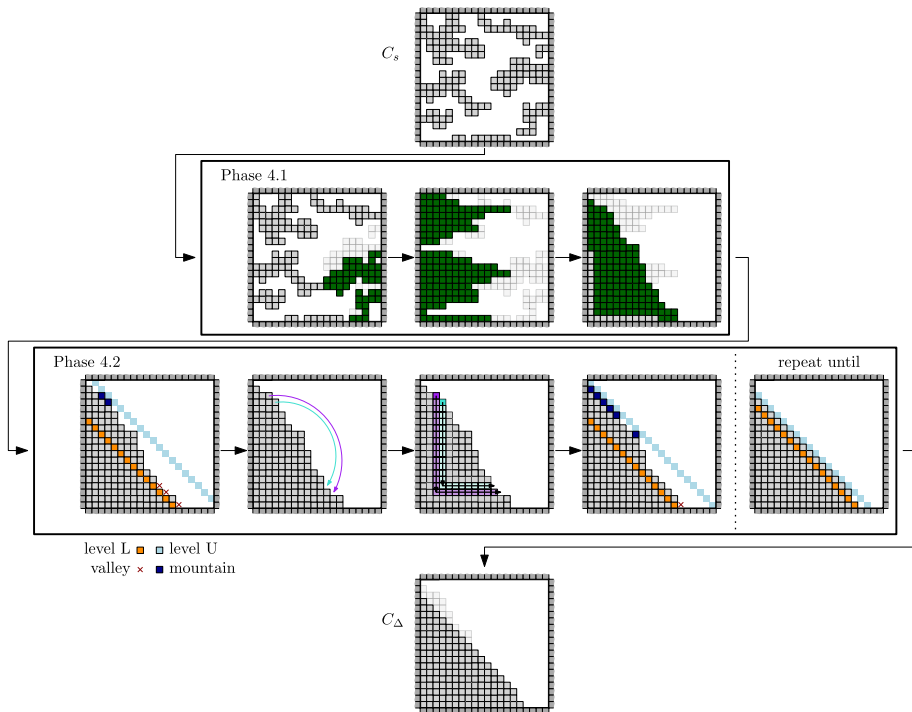 C_s
Phase 4.1
Phase 4.2
repeat until
level L
level U
valley
mountain
C_Δ